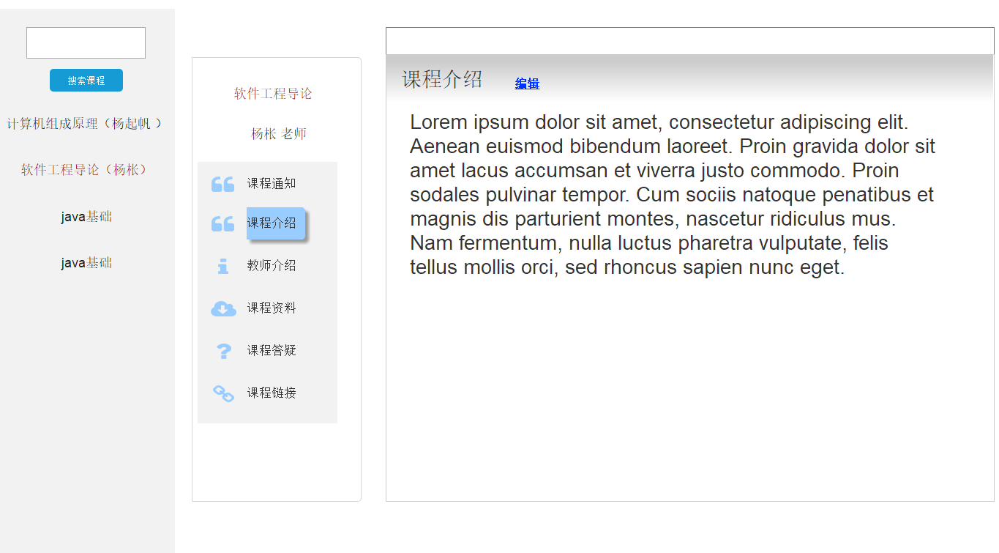 搜索课程
计算机组成原理（杨起帆 ）
软件工程导论（杨枨）
java基础
java基础
软件工程导论
杨枨 老师
课程通知
课程介绍
教师介绍
课程资料
课程答疑
课程链接
课程介绍 编辑
Lorem ipsum dolor sit amet, consectetur adipiscing elit.
Aenean euismod bibendum laoreet. Proin gravida dolor sit
amet lacus accumsan et viverra justo commodo. Proin
sodales pulvinar tempor. Cum sociis natoque penatibus et
magnis dis parturient montes, nascetur ridiculus mus.
Nam fermentum, nulla luctus pharetra vulputate, felis
tellus mollis orci, sed rhoncus sapien nunc eget.